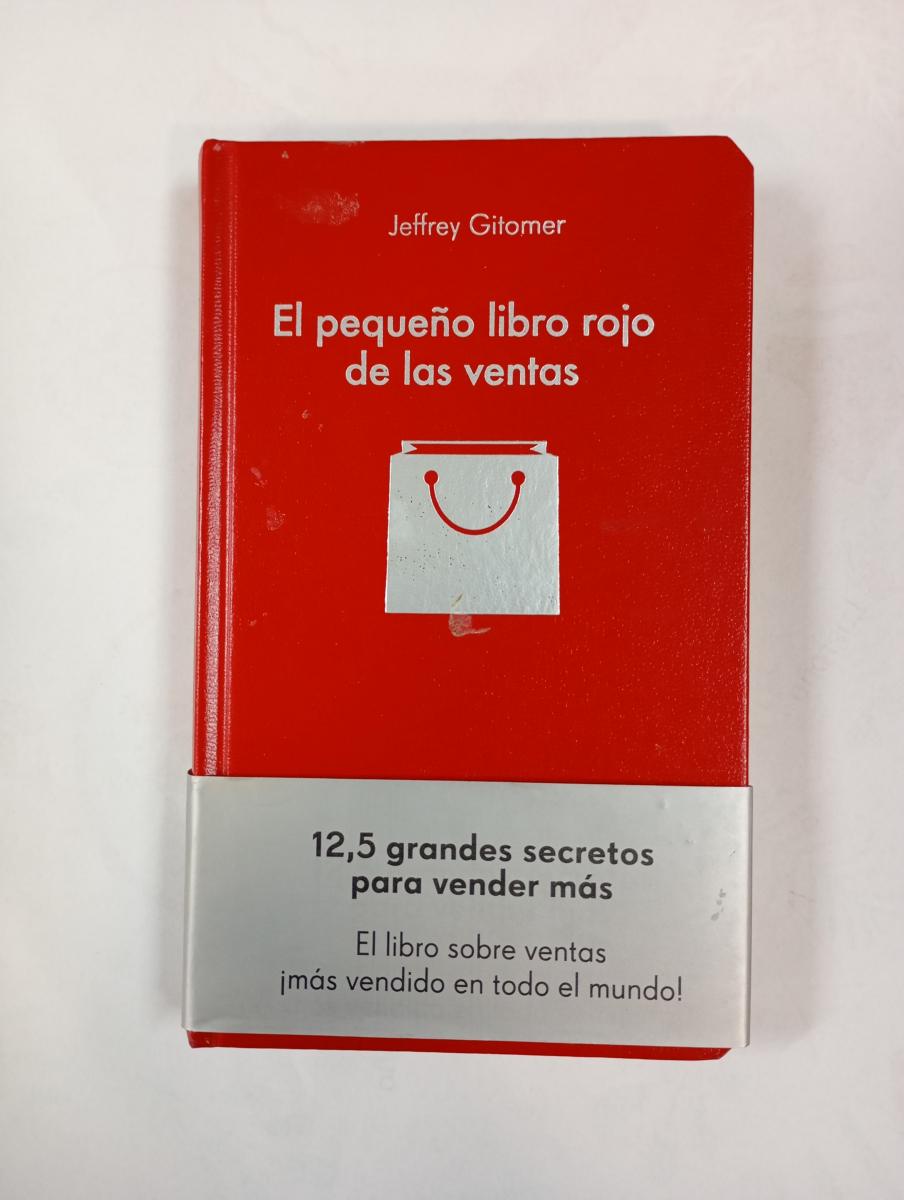 Jeffrey Gitomer
El pequeño libro rojo
de las ventas
12,5 grandes secretos
para vender más
El libro sobre ventas
¡más vendido en todo el mundo!